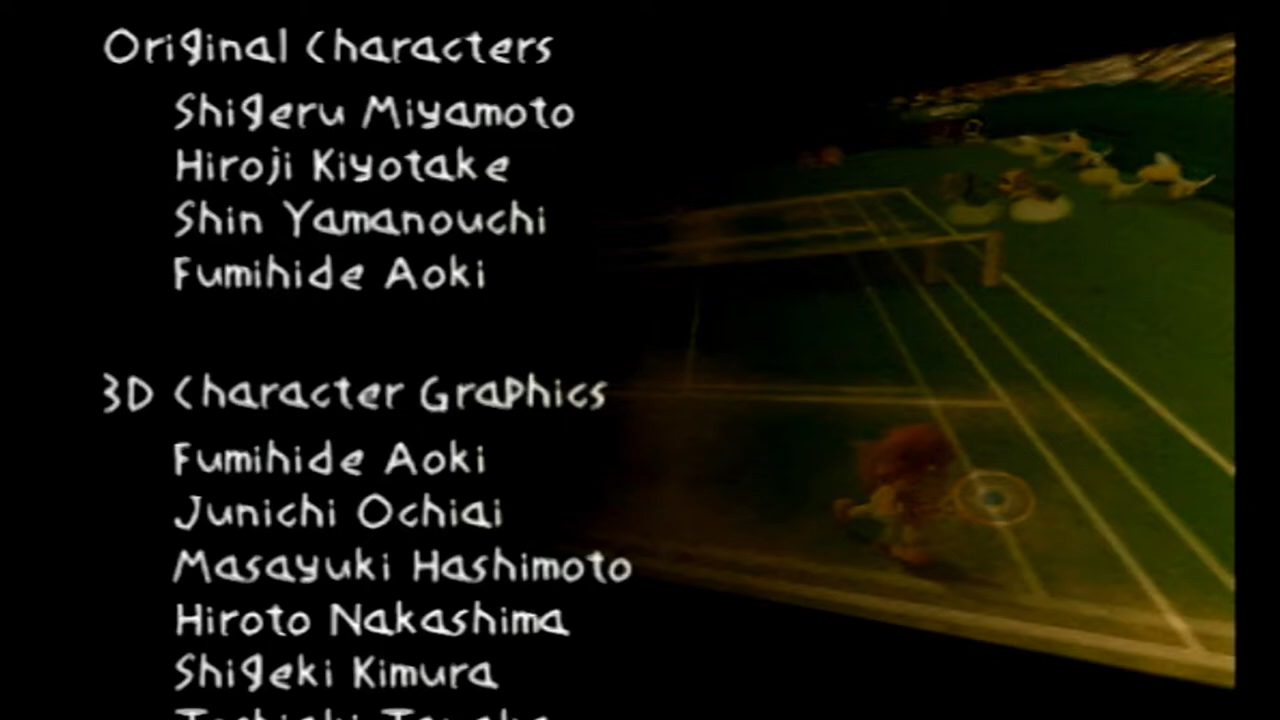 Original Characters
Shigeru Miyamoto
Hiroji Kiyotake
Shin Yamanouchi
Fumihide Aoki
3D Character Graphics
Fumihide Aoki
Junichi Ochiai
Masayuki Hashimoto
Hiroto Nakashima
Shigeki Kimura